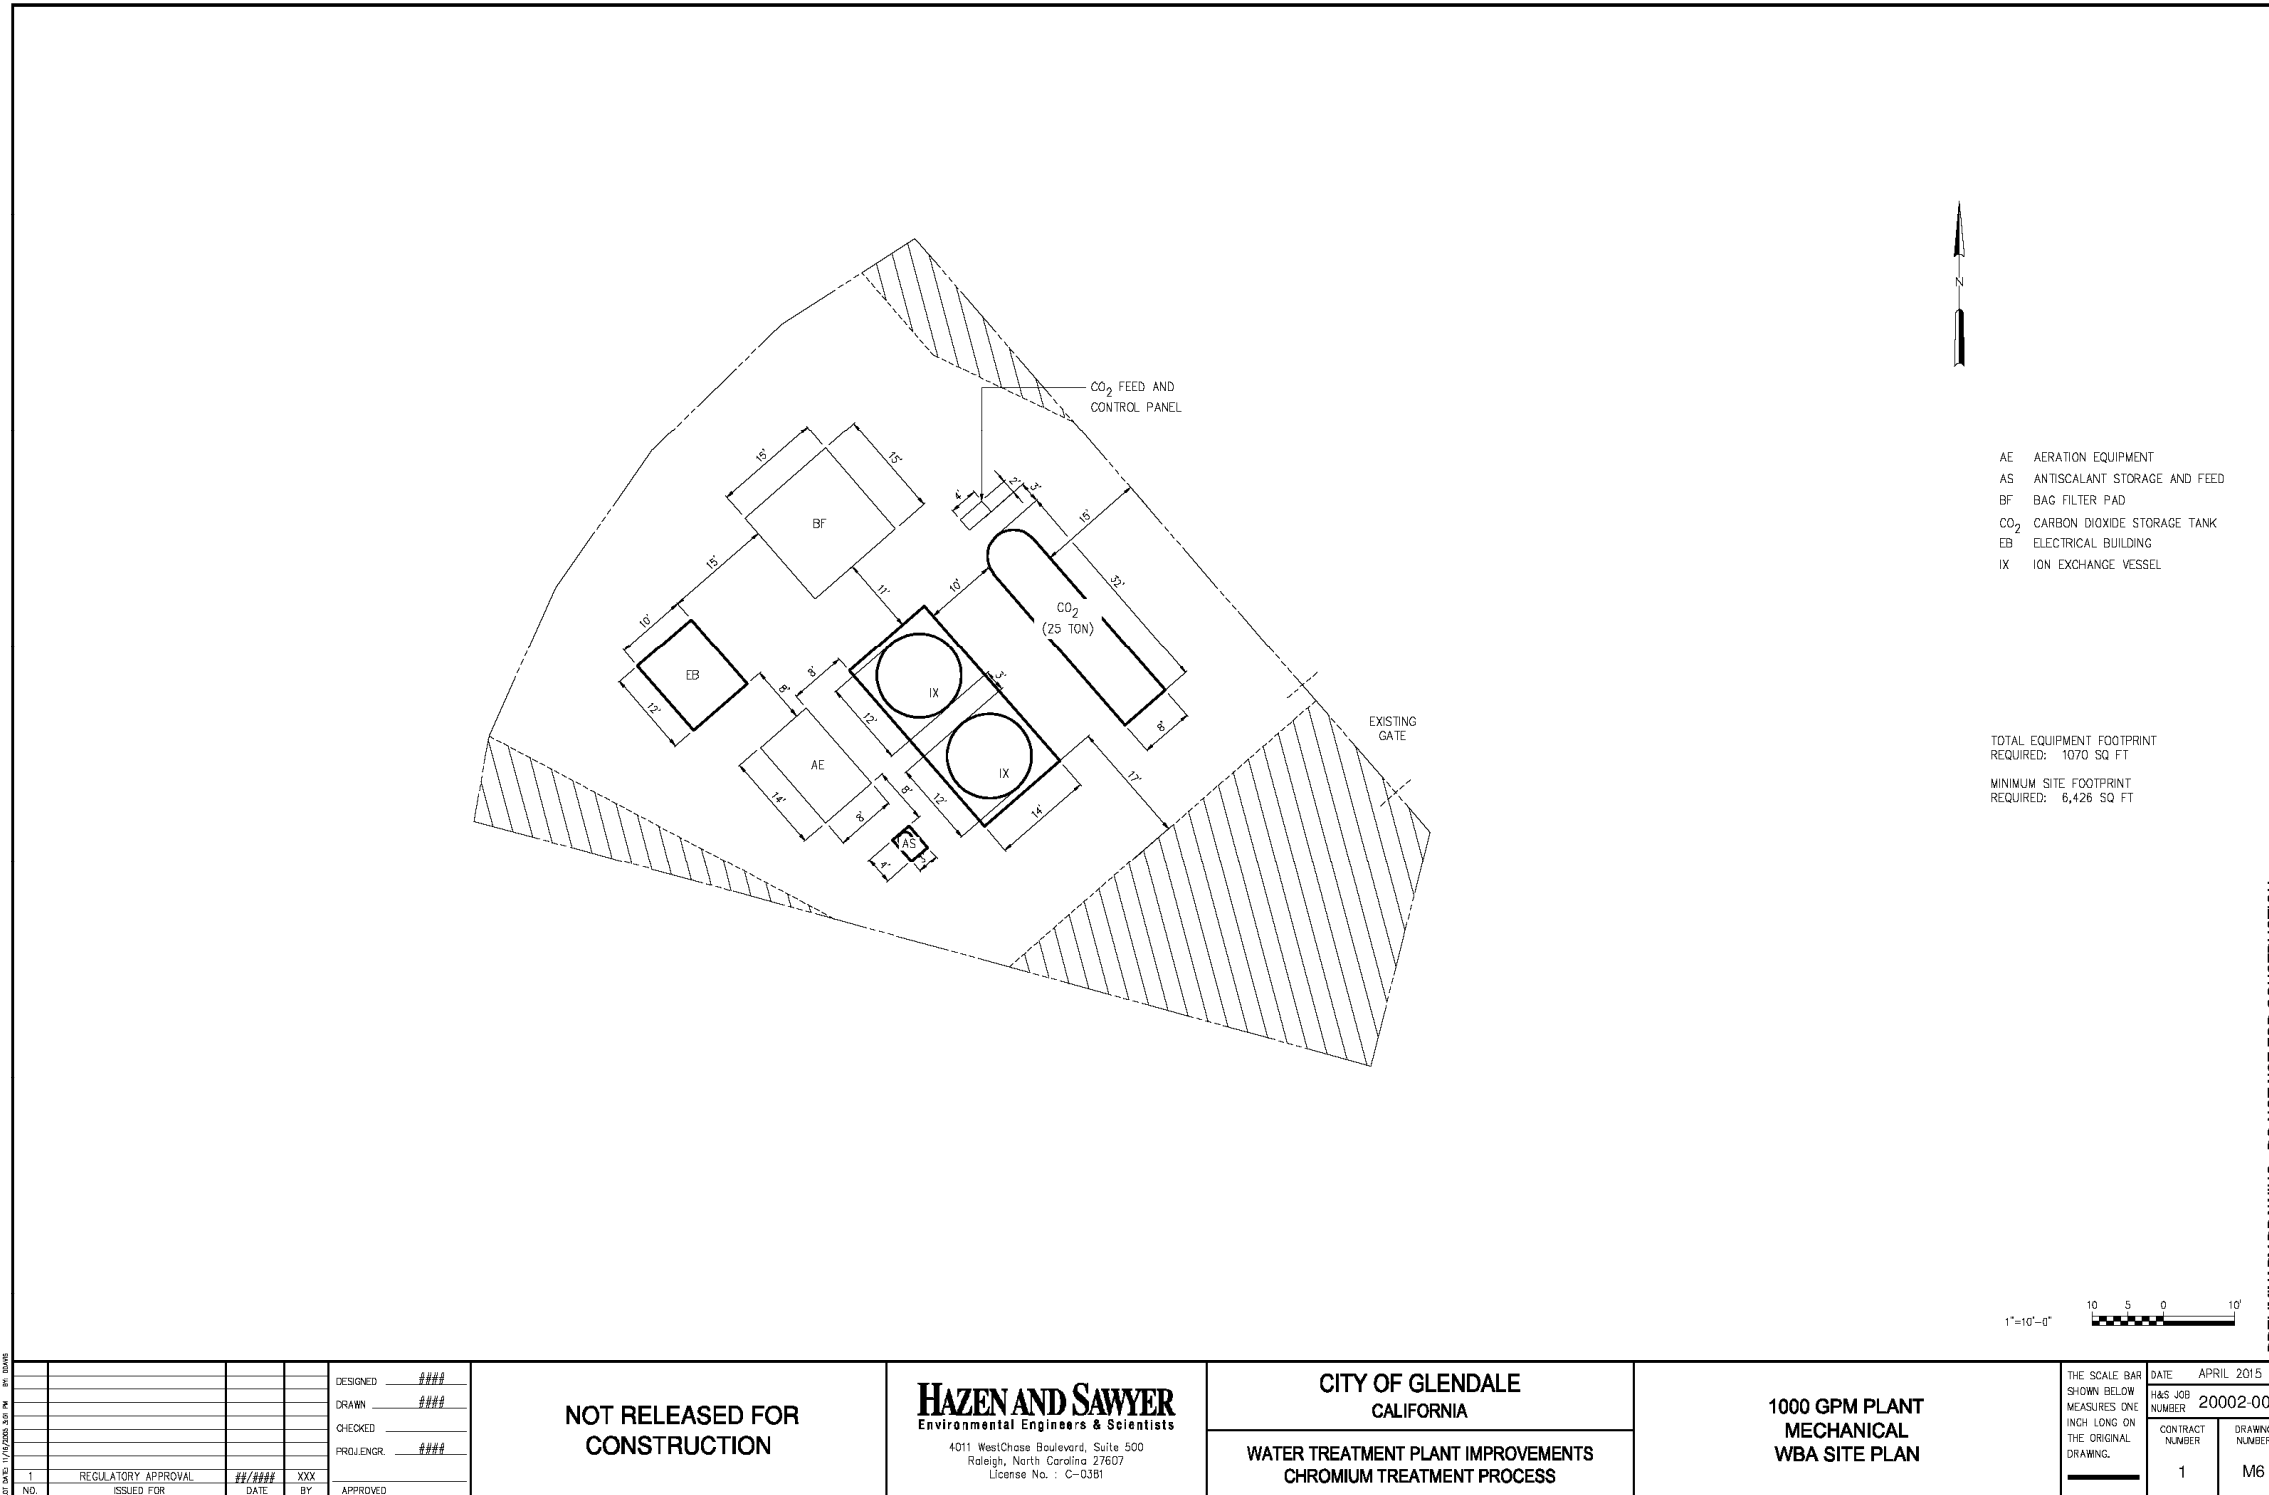 CO2 FEED AND
CONTROL PANEL
15'
15'
BF
15'
10'
EB
12'
11'
4'
2'
3'
15'
10'
32'
CO2
(25 TON)
8'
8'
8'
12'
3'
IX
IX
AE
14'
8'
8'
12'
14'
17'
AS
4'
EXISTING
GATE
N
AE AERATION EQUIPMENT
AS ANTISCALANT STORAGE AND FEED
BF BAG FILTER PAD
CO2 CARBON DIOXIDE STORAGE TANK
EB ELECTRICAL BUILDING
IX ION EXCHANGE VESSEL
TOTAL EQUIPMENT FOOTPRINT
REQUIRED: 1070 SQ FT
MINIMUM SITE FOOTPRINT
REQUIRED: 6,426 SQ FT
1"=10'-0"
10 5 0 10'
DESIGNED ####
DRAWN ####
CHECKED
PROJ.ENGR. ####
APPROVED
1 REGULATORY APPROVAL ##/#### XXX
NO. ISSUED FOR DATE BY
NOT RELEASED FOR
CONSTRUCTION
HAZEN AND SAWYER
Environmental Engineers & Scientists
4011 WestChase Boulevard, Suite 500
Raleigh, North Carolina 27607
License No. : C-0381
CITY OF GLENDALE
CALIFORNIA
WATER TREATMENT PLANT IMPROVEMENTS
CHROMIUM TREATMENT PROCESS
1000 GPM PLANT
MECHANICAL
WBA SITE PLAN
THE SCALE BAR
SHOWN BELOW
MEASURES ONE
INCH LONG ON
THE ORIGINAL
DRAWING.
DATE APRIL 2015
H&S JOB
NUMBER 20002-00
CONTRACT
NUMBER
1
DRAWING
NUMBER
M6